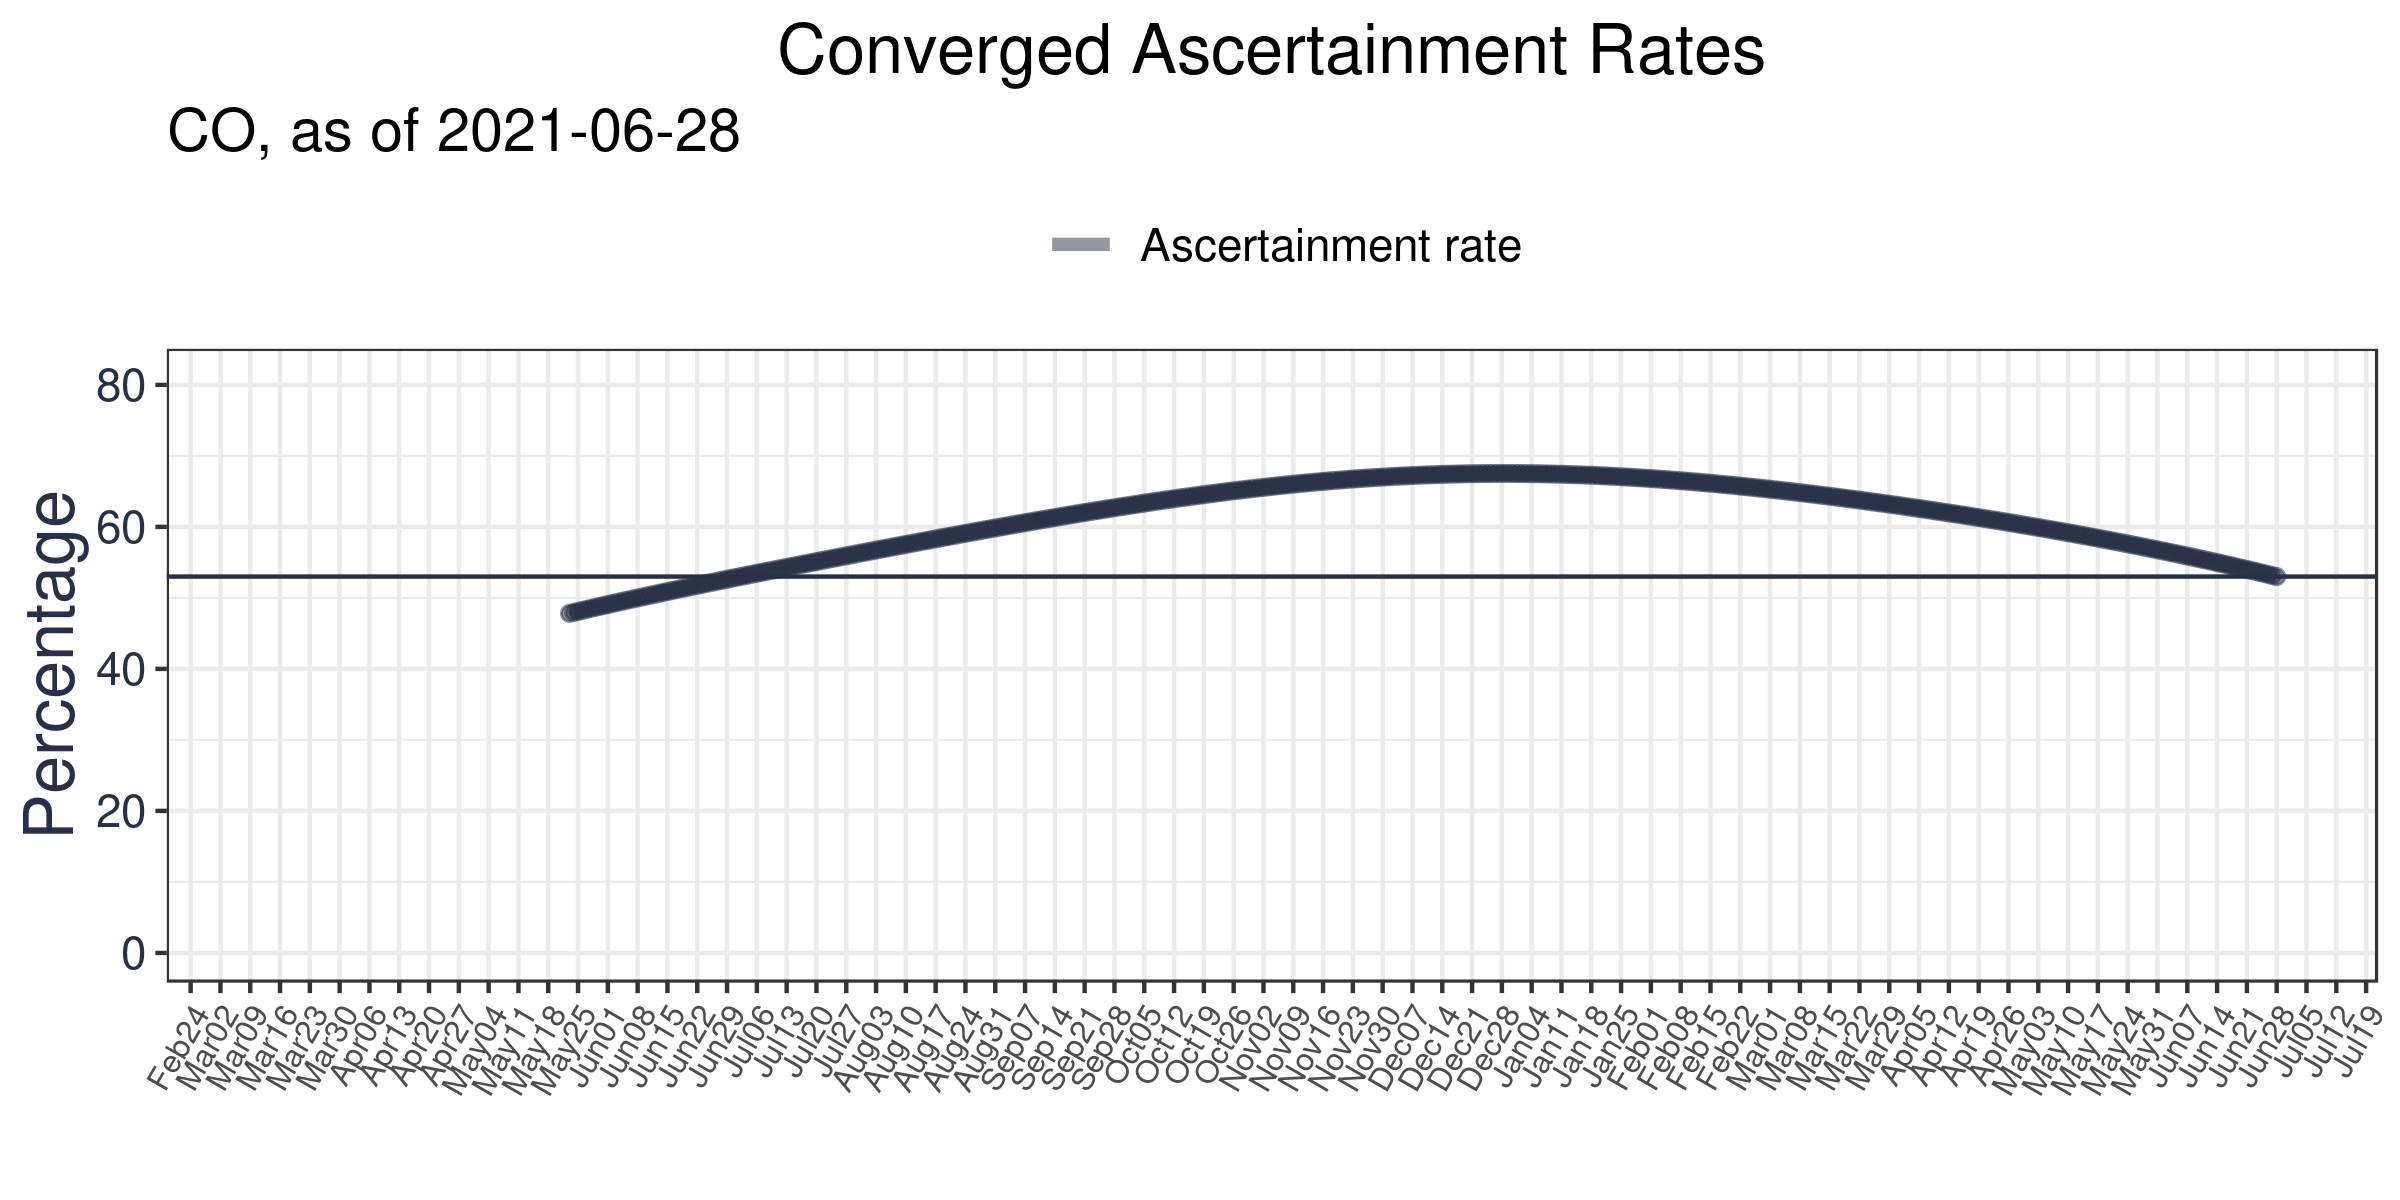 Converged Ascertainment Rates
CO, as of 2021-06-28
Ascertainment rate
Percentage
80
60
40
20
0
Feb24
Mar02
Mar09
Mar16
Mar23
Mar30
Apr06
Apr13
Apr20
Apr27
May04
May11
May18
May25
Jun01
Jun08
Jun15
Jun22
Jun29
Jul06
Jul13
Jul20
Jul27
Aug03
Aug10
Aug17
Aug24
Aug31
Sep07
Sep14
Sep21
Sep28
Oct05
Oct12
Oct19
Oct26
Nov02
Nov09
Nov16
Nov23
Nov30
Dec07
Dec14
Dec21
Dec28
Jan04
Jan11
Jan18
Jan25
Feb01
Feb08
Feb15
Feb22
Mar01
Mar08
Mar15
Mar22
Mar29
Apr05
Apr12
Apr19
Apr26
May03
May10
May17
May24
May31
Jun07
Jun14
Jun21
Jun28
Jul05
Jul12
Jul19